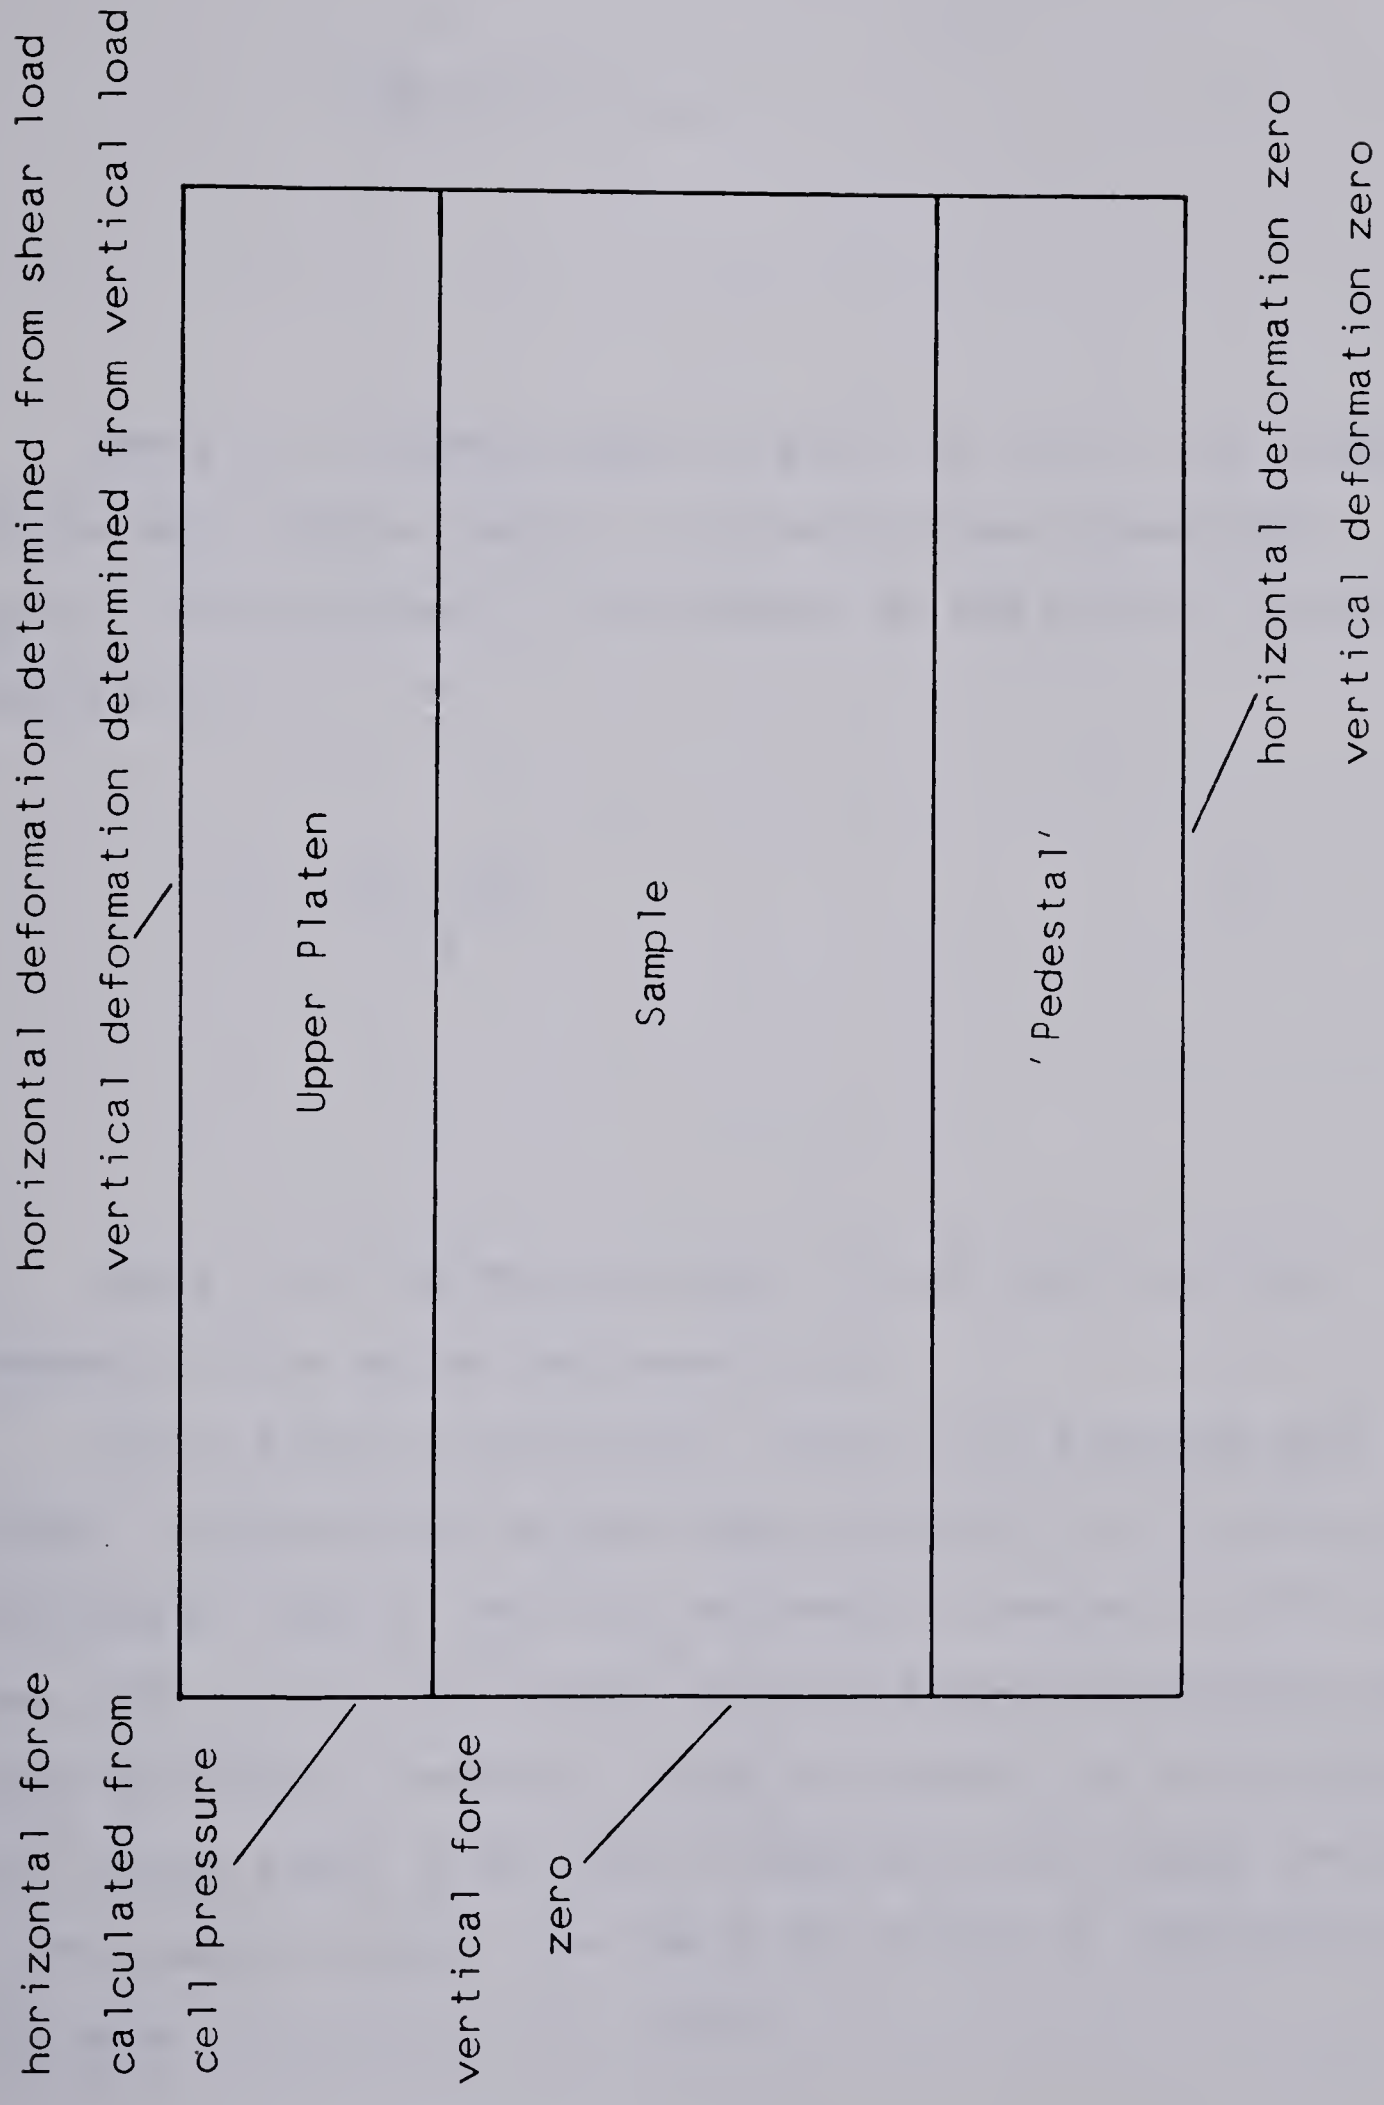 horizontal deformation determined from shear load
vertical deformation determined from vertical load
horizontal force
calculated from
cell pressure
vertical force
zero
Upper Platen
Sample
'Pedestal'
horizontal deformation zero
vertical deformation zero